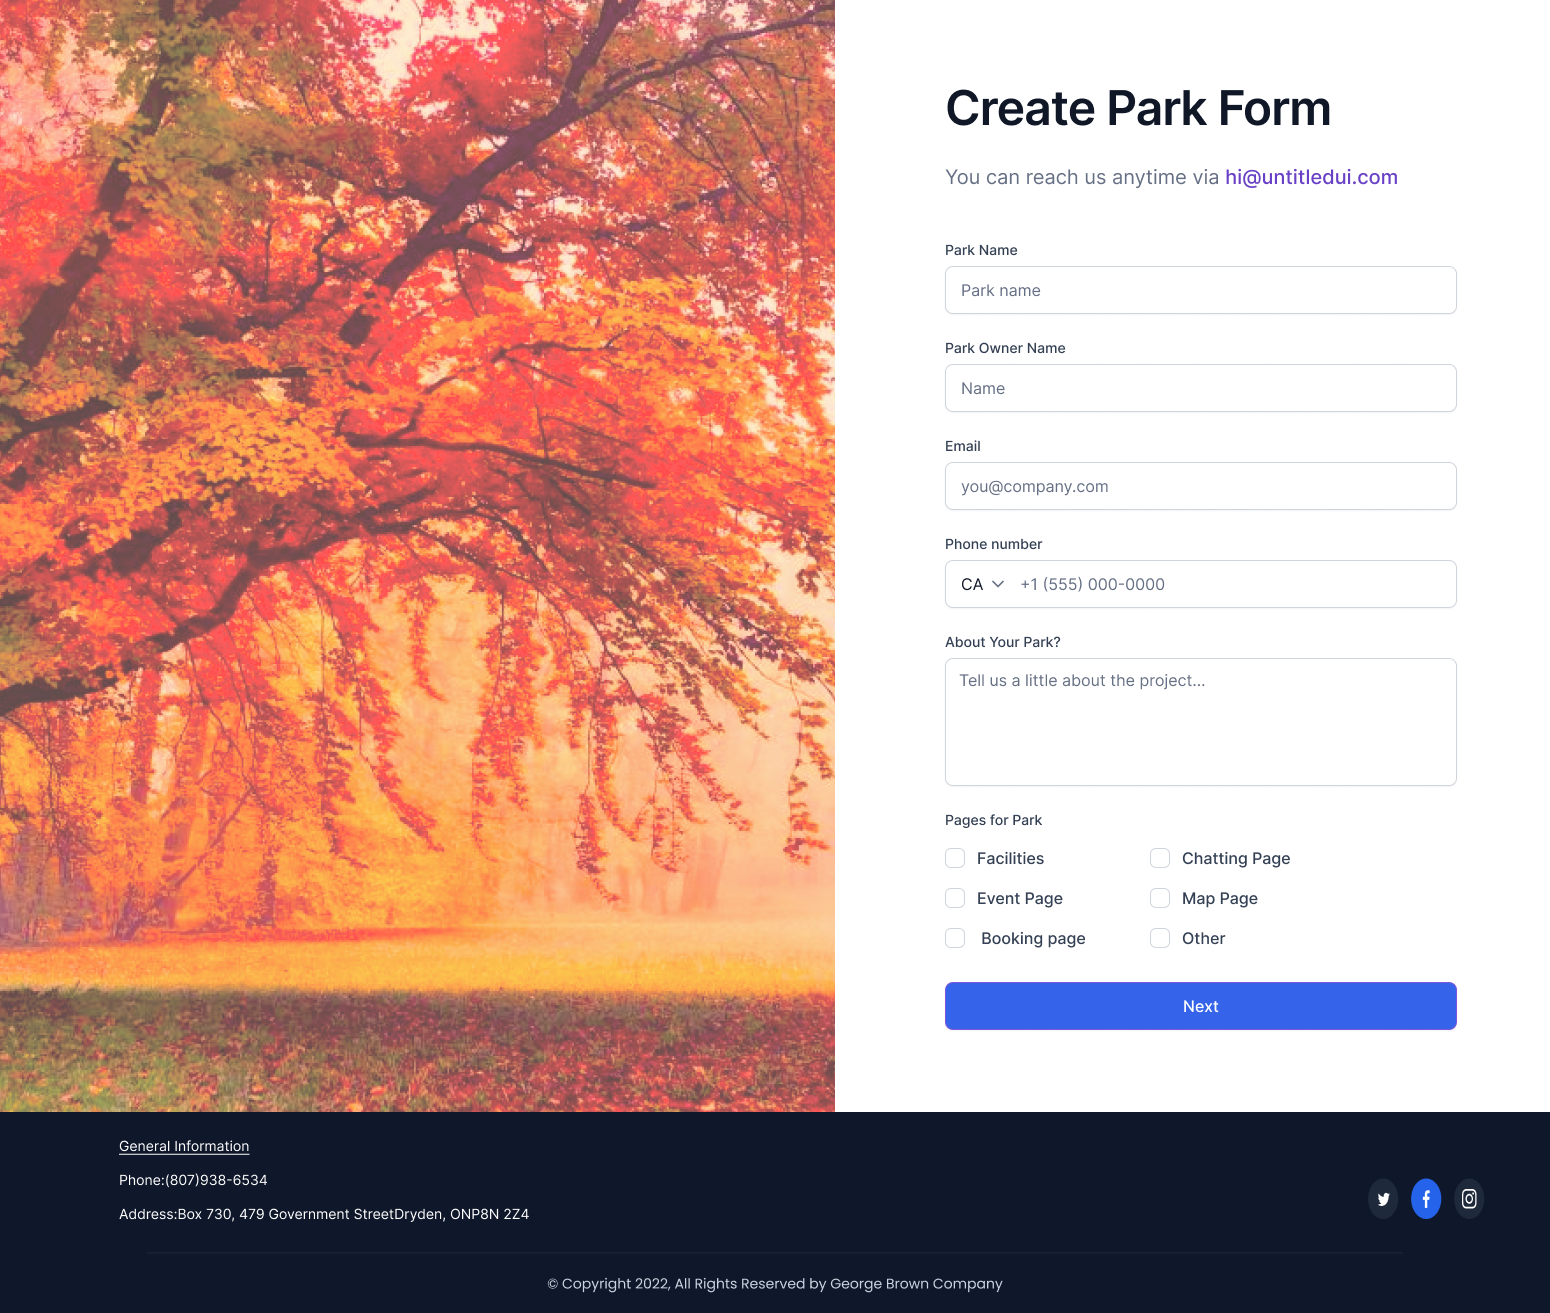 Create Park Form
You can reach us anytime via hi@untitledui.com
Park Name
Park name
Park Owner Name
Name
Email
you@company.com
Phone number
CA +1 (555) 000-0000
About Your Park?
Tell us a little about the project...
Pages for Park
Facilities Chatting Page
Event Page Map Page
Booking page Other
Next
General Information
Phone:(807)938-6534
Address:Box 730, 479 Government StreetDryden, ONP8N 2Z4
© Copyright 2022, All Rights Reserved by George Brown Company